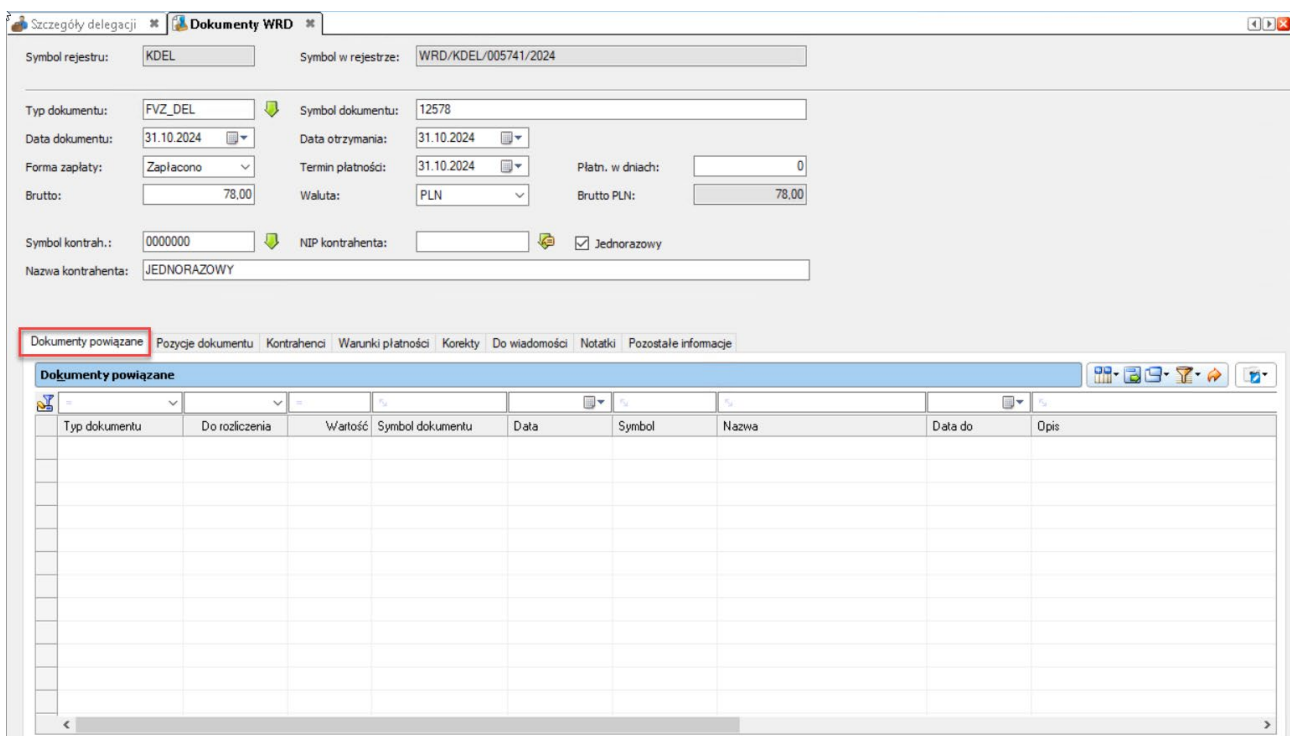 Szczegóły delegacji Dokumenty WRD
Symbol rejestru: KDEL Symbol w rejestrze: WRD/KDEL/005741/2024
Typ dokumentu: FVZ_DEL Symbol dokumentu: 12578
Data dokumentu: 31.10.2024 Data otrzymania: 31.10.2024
Forma zapłaty: Zapłacono Termin płatności: 31.10.2024 Płatn. w dniach: 0
Brutto: 78,00 Waluta: PLN Brutto PLN: 78,00
Symbol kontrah.: 0000000 NIP kontrahenta: Jednorazowy
Nazwa kontrahenta: JEDNORAZOWY
Dokumenty powiązane Pozycje dokumentu Kontrahenci Warunki płatności Korekty Do wiadomości Notatki Pozostałe informacje
Dokumenty powiązane
Typ dokumentu Do rozliczenia Wartość Symbol dokumentu Data Symbol Nazwa Data do Opis